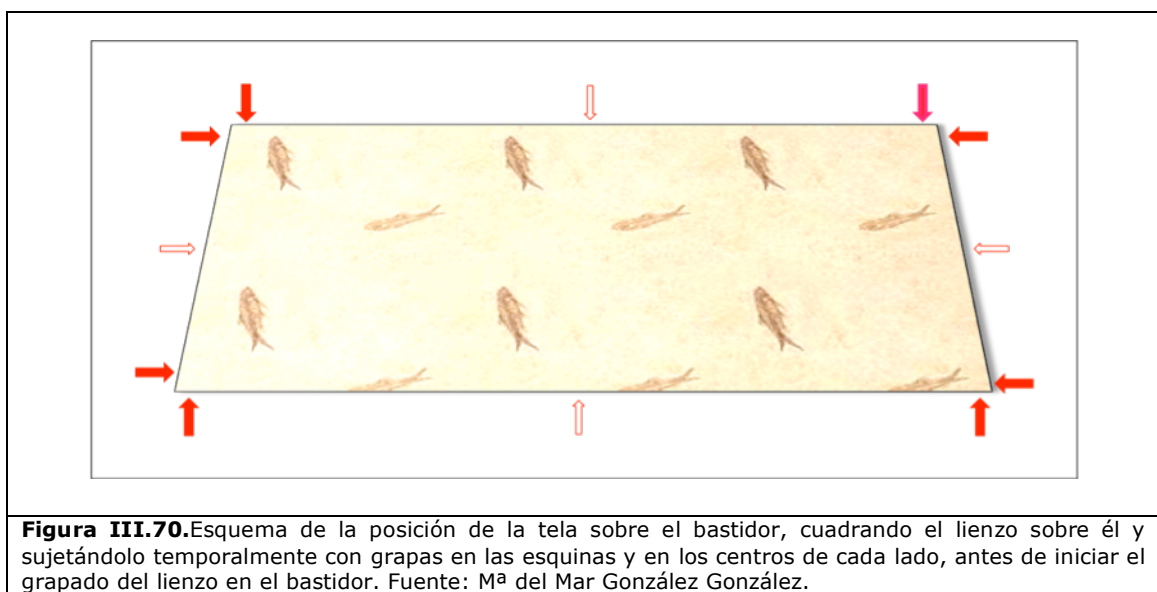 Figura III.70.Esquema de la posición de la tela sobre el bastidor, cuadrando el lienzo sobre él y
sujetándolo temporalmente con grapas en las esquinas y en los centros de cada lado, antes de iniciar el
grapado del lienzo en el bastidor. Fuente: Mª del Mar González González.